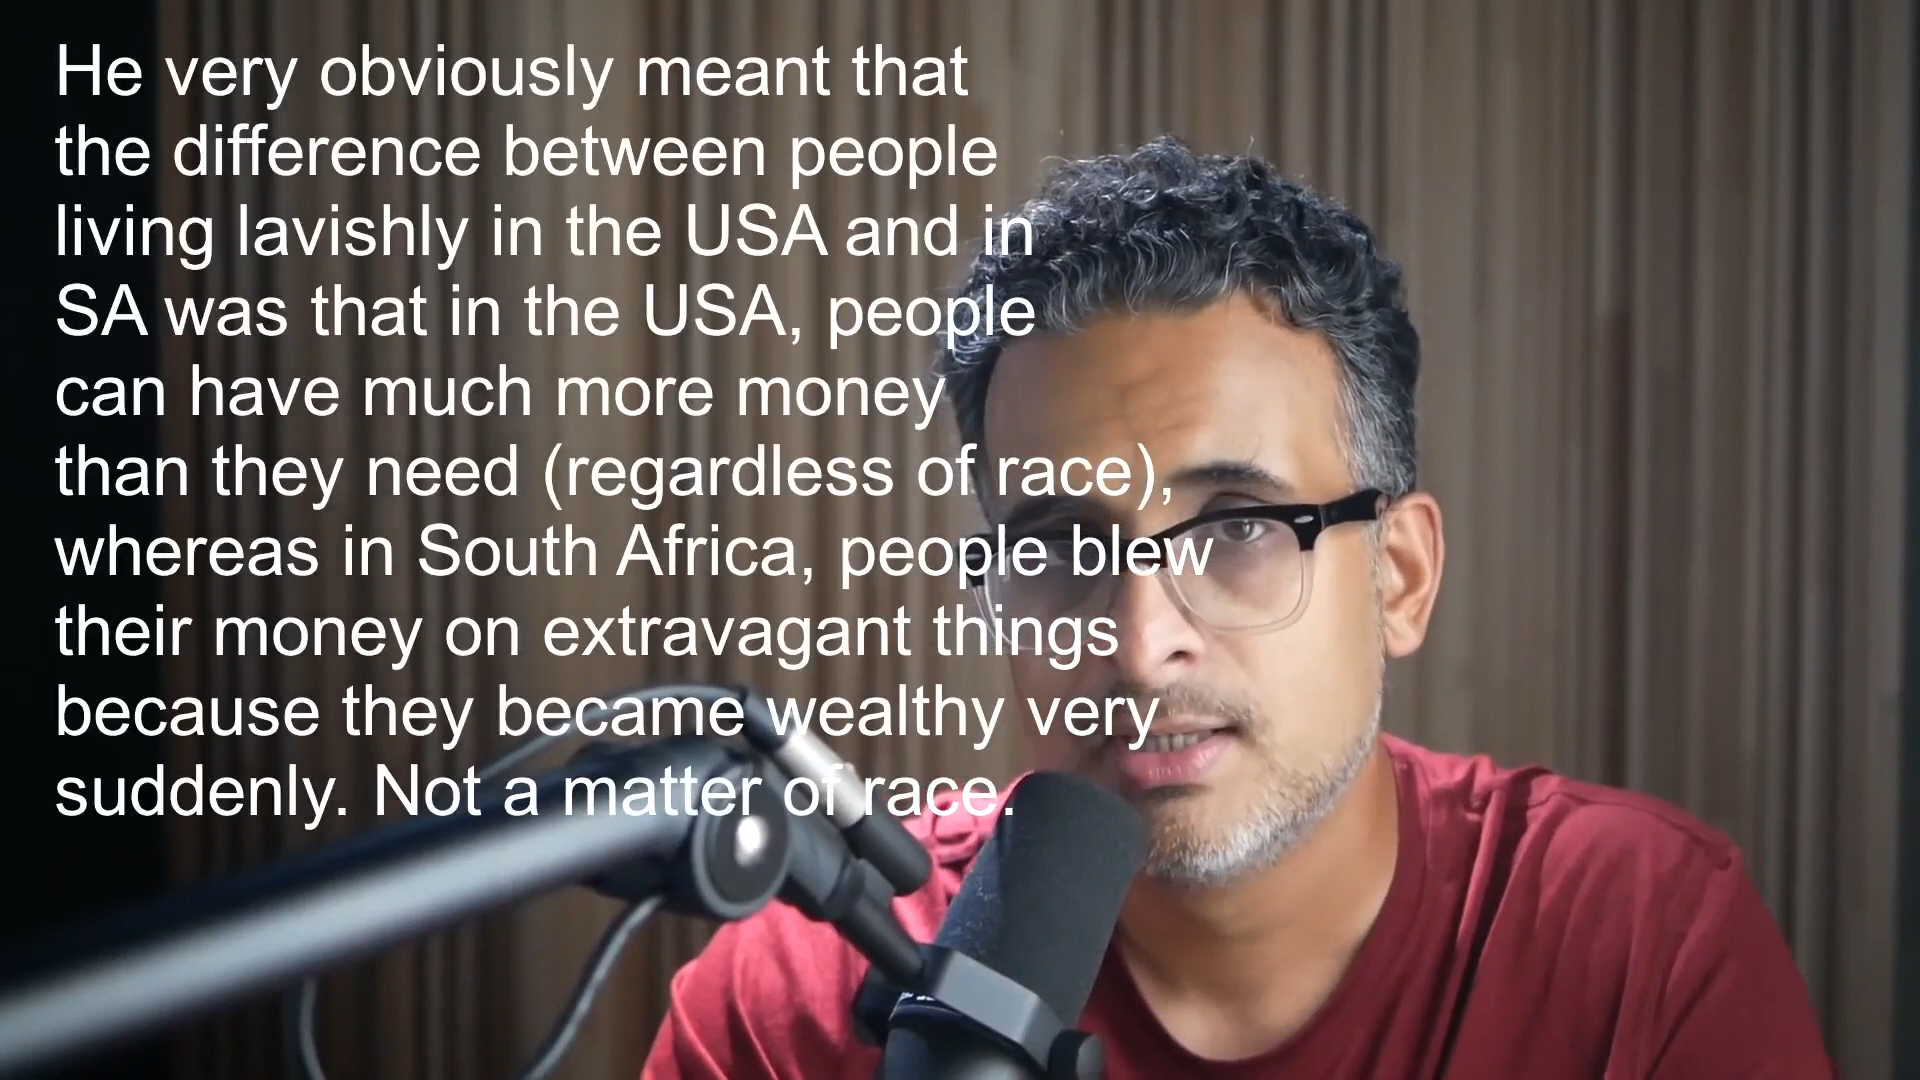 He very obviously meant that
the difference between people
living lavishly in the USA and in
SA was that in the USA, people
can have much more money
than they need (regardless of race),
whereas in South Africa, people blew
their money on extravagant things
because they became wealthy very
suddenly. Not a matter of race.